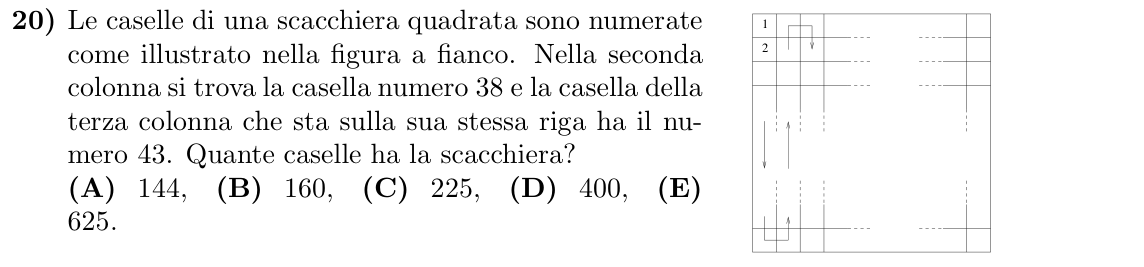 20) Le caselle di una scacchiera quadrata sono numerate
come illustrato nella figura a fianco. Nella seconda
colonna si trova la casella numero 38 e la casella della
terza colonna che sta sulla sua stessa riga ha il nu-
mero 43. Quante caselle ha la scacchiera?
(A) 144, (B) 160, (C) 225, (D) 400, (E)
625.
1
2